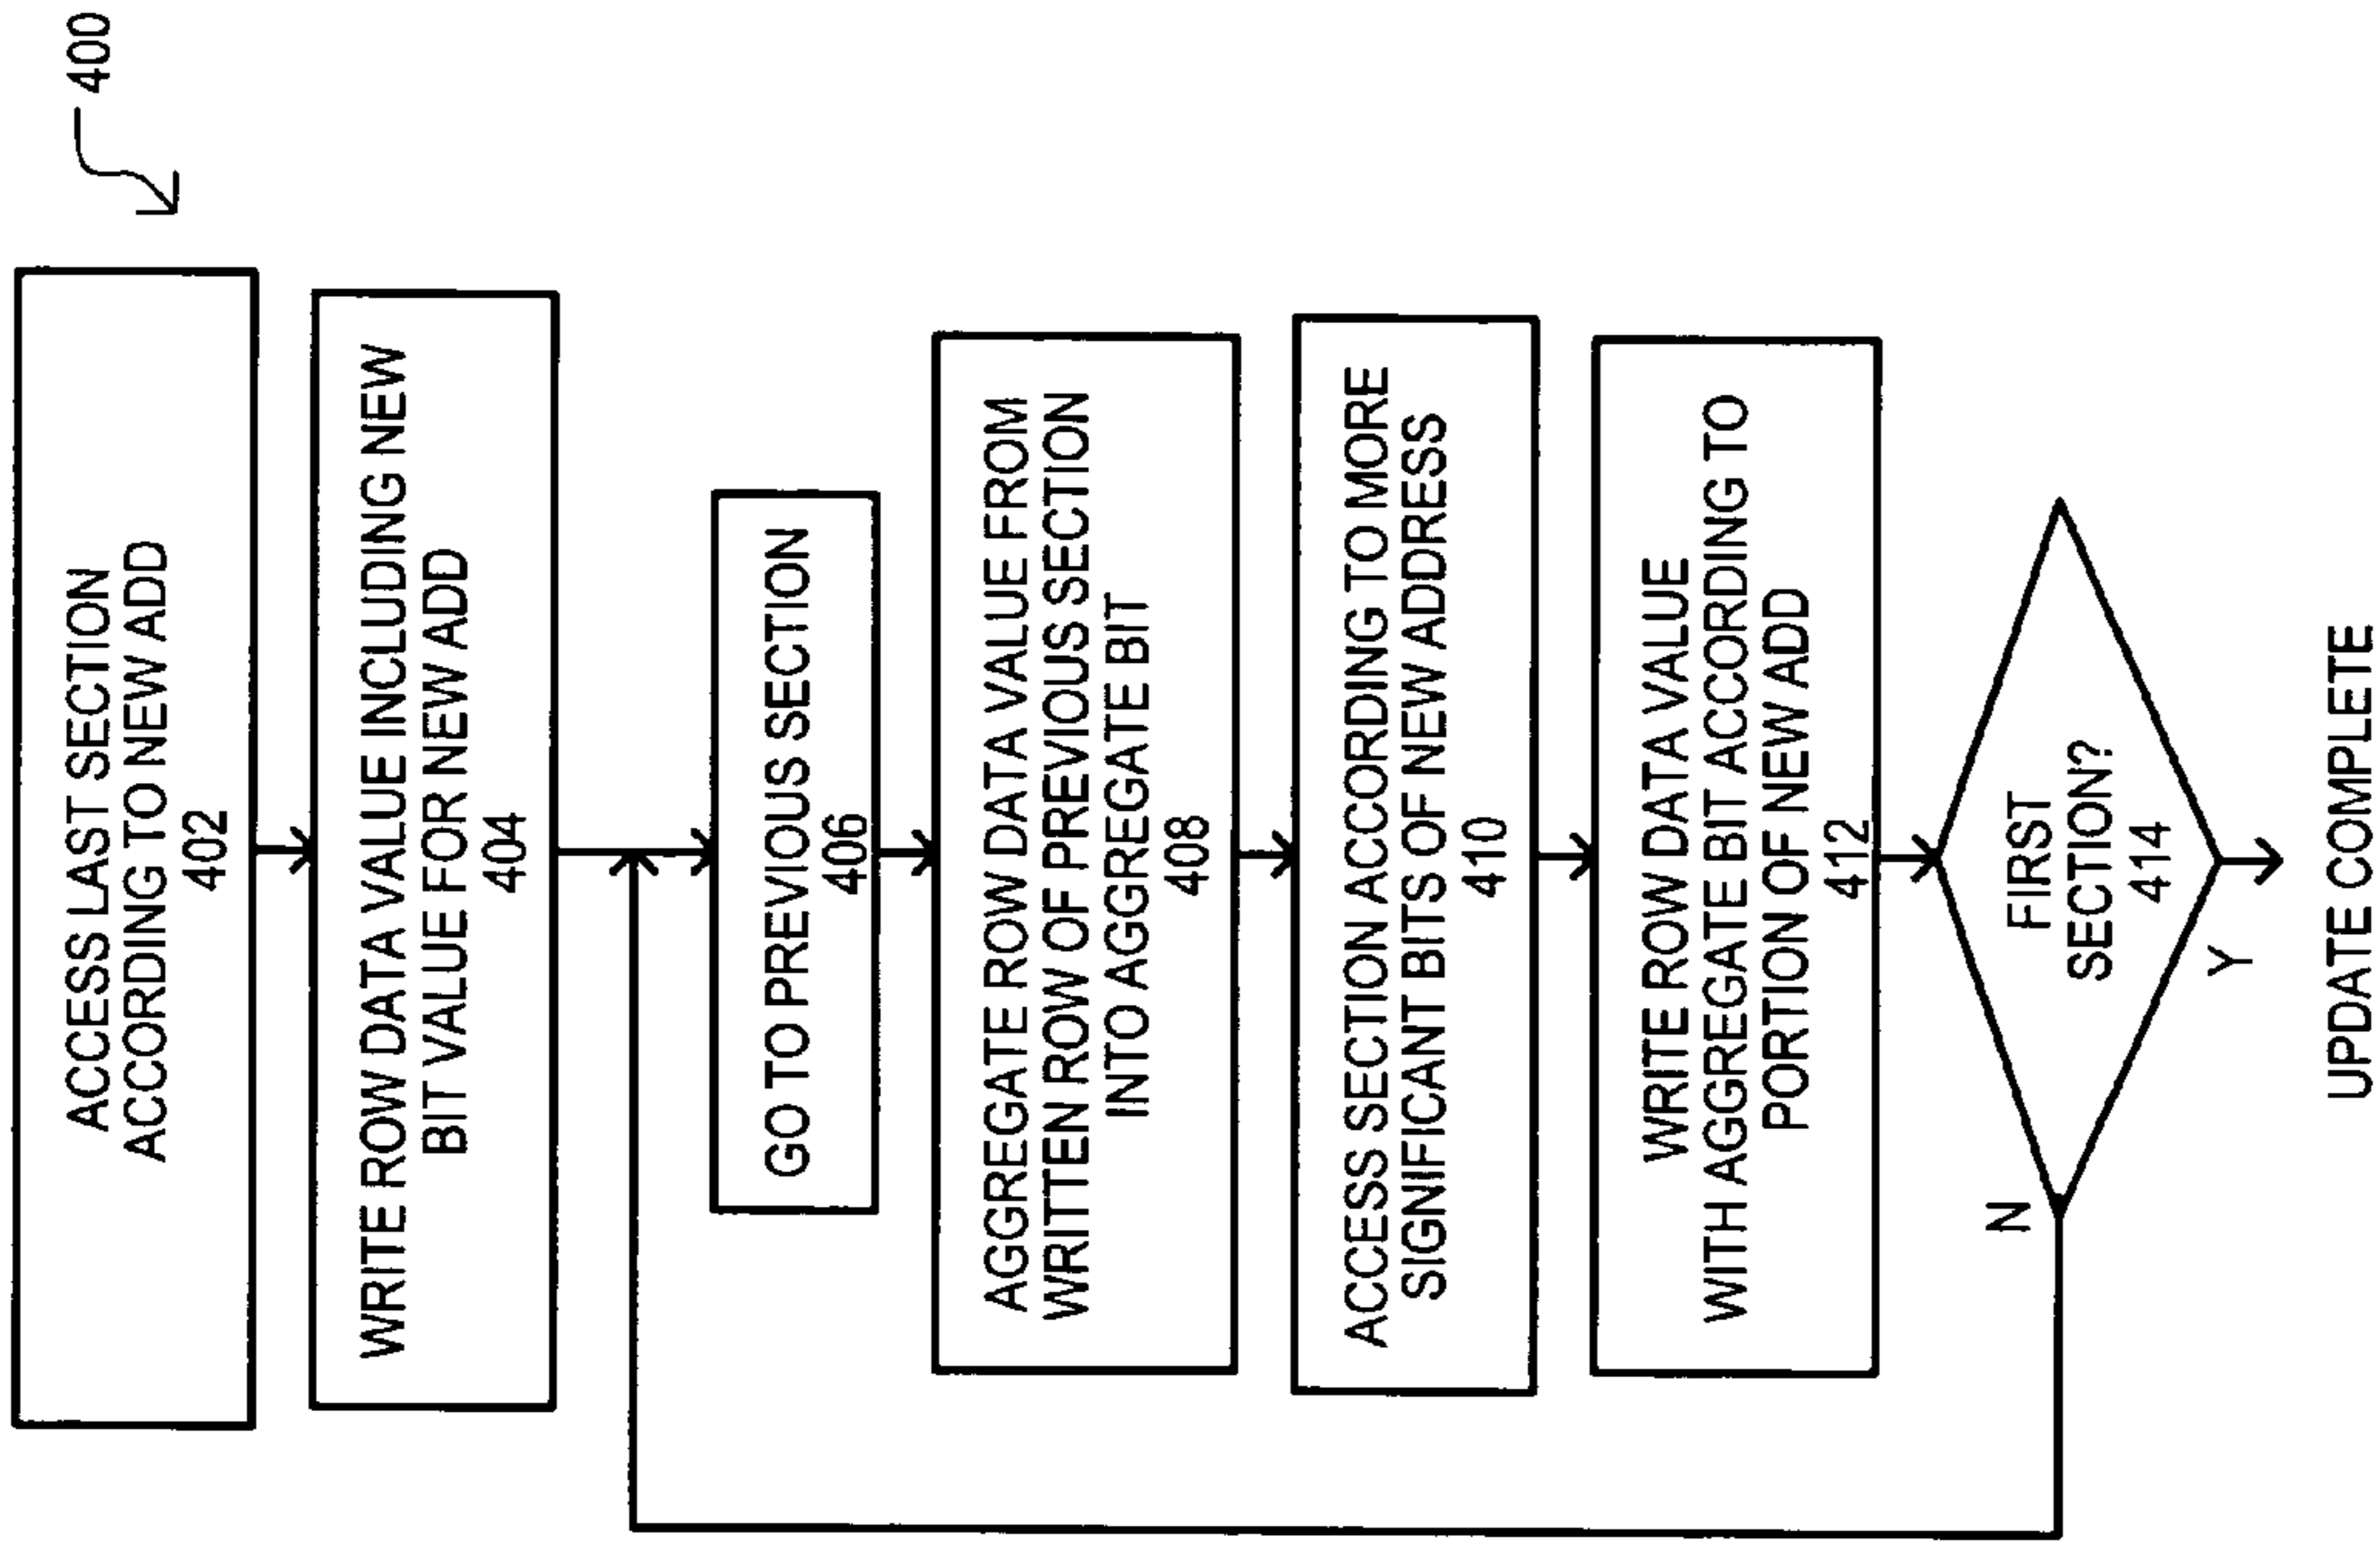 400
ACCESS LAST SECTION
ACCORDING TO NEW ADD
402
WRITE ROW DATA VALUE INCLUDING NEW
BIT VALUE FOR NEW ADD
404
GO TO PREVIOUS SECTION
406
AGGREGATE ROW DATA VALUE FROM
WRITTEN ROW OF PREVIOUS SECTION
INTO AGGREGATE BIT
408
ACCESS SECTION ACCORDING TO MORE
SIGNIFICANT BITS OF NEW ADDRESS
410
WRITE ROW DATA VALUE
WITH AGGREGATE BIT ACCORDING TO
PORTION OF NEW ADD
412
N
FIRST
SECTION?
414
Y
UPDATE COMPLETE